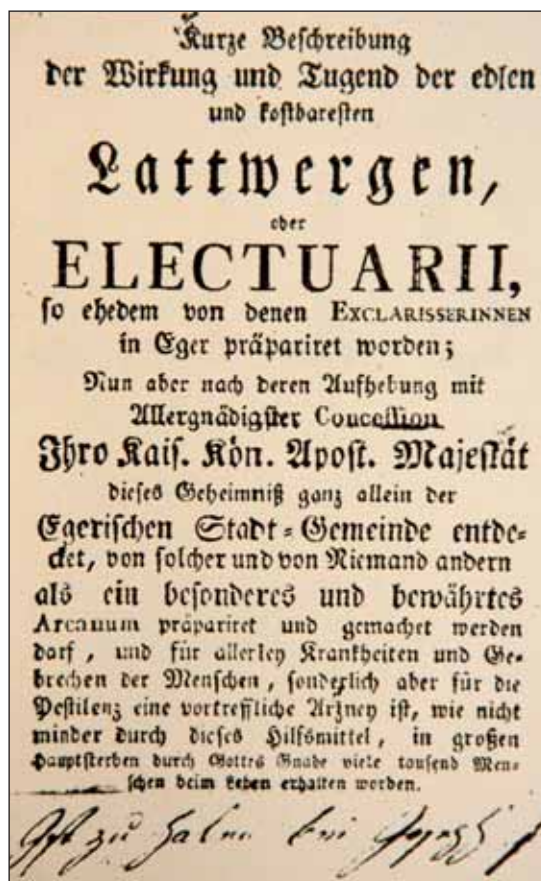 Kurze Beschreibung
der Wirkung und Tugend der edlen
und kostbaresten
Lattwergen,
oder
ELECTUARII,
so ehedem von denen EXCLARISSERINNEN
in Eger präpariret worden;
Nun aber nach deren Aufhebung mit
Allergnädigster Concession
Ihro Kais. Kön. Apost. Majestät
dieses Geheimniß ganz allein der
Egerischen Stadt-Gemeinde entde-
cket, von solcher und von Niemand andern
als ein besonderes und bewährtes
Arcanum präpariret und gemachet werden
darf, und für allerley Krankheiten und Ge-
brechen der Menschen, sonderlich aber für die
Pestilenz eine vortreffliche Arzney ist, wie nicht
minder durch dieses Hilfsmittel, in großen
Hauptsterben durch Gottes Gnade viele tausend Men-
schen beim Leben erhalten worden.
zu haben bei